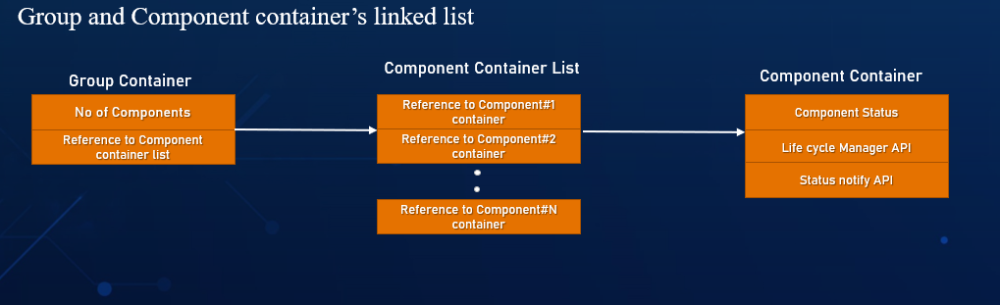 Group and Component container’s linked list
Group Container
No of Components
Reference to Component
container list
Component Container List
Reference to Component#1
container
Reference to Component#2
container
Reference to Component#N
container
Component Container
Component Status
Life cycle Manager API
Status notify API